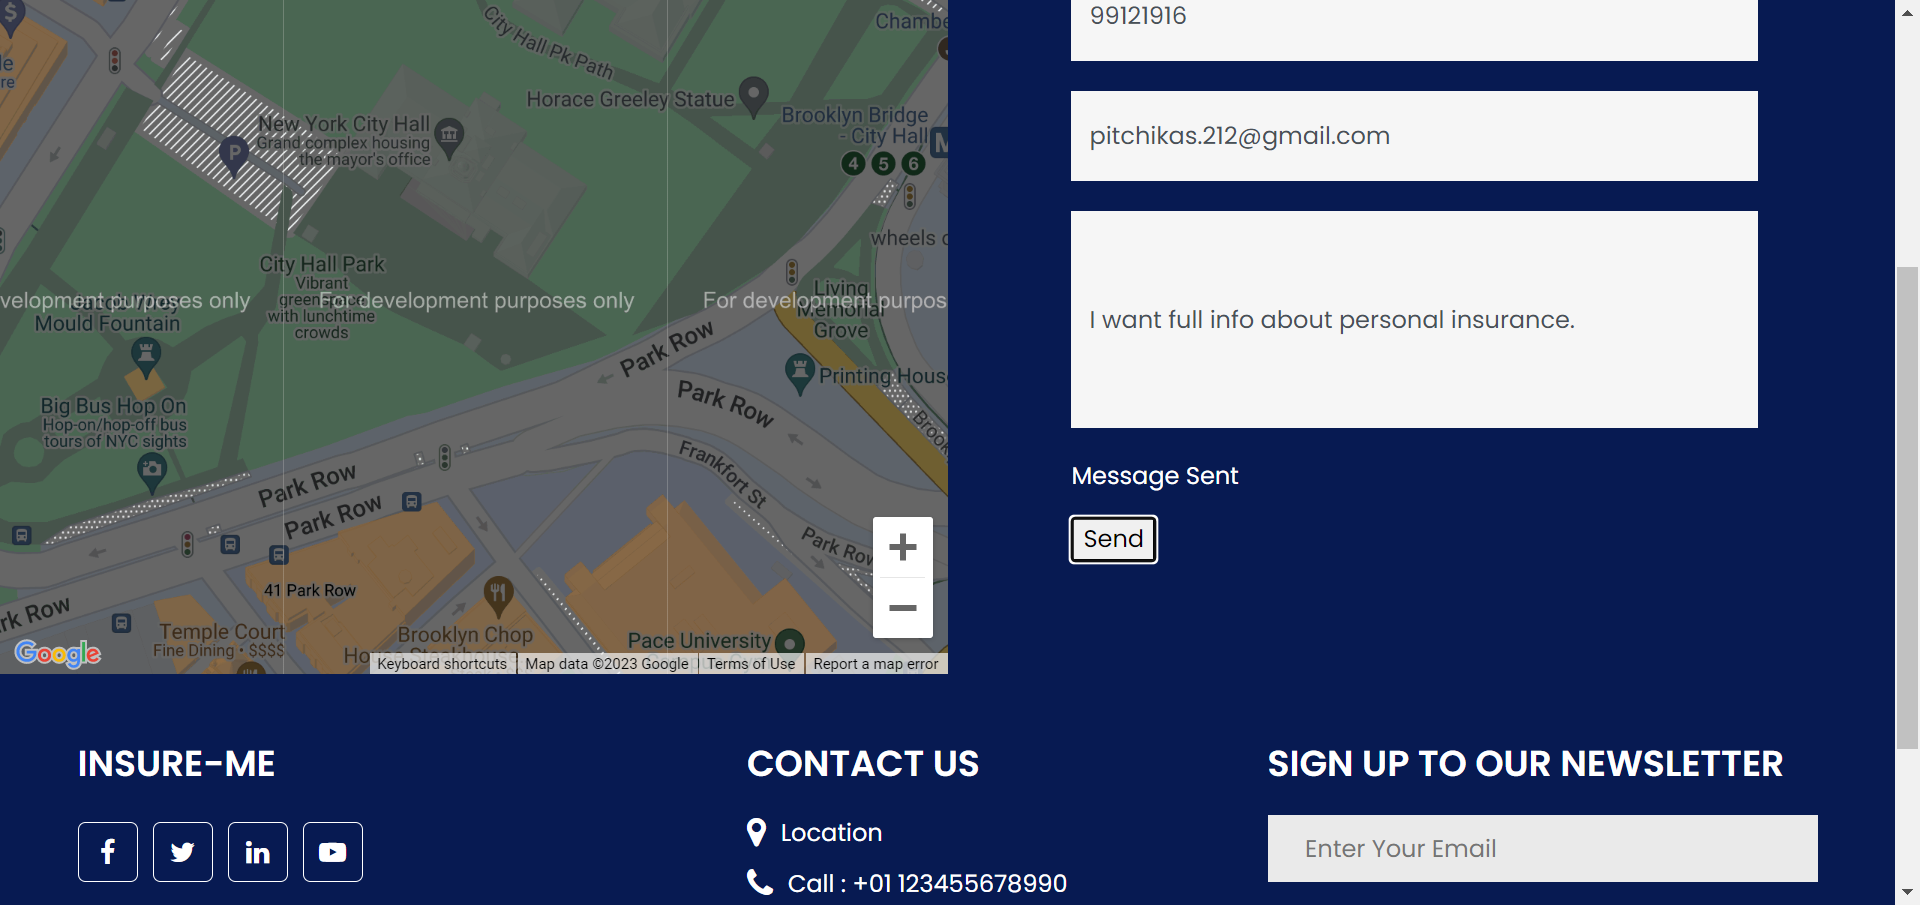 City Hall Pk Path
Chambe
Horace Greeley Statue
Brooklyn Bridge
- City Hall
4 5 6
M
New York City Hall
Grand complex housing
the mayor's office
P
$
le
re
wheels o
City Hall Park
Vibrant
greenspace
with lunchtime
crowds
velopment purposes only
For development purposes only
For development purpos
Mould Fountain
Living
Memorial
Grove
Park Row
Printing Hous
Park Row
Big Bus Hop On
Hop-on/hop-off bus
tours of NYC sights
Brook
Frankfort St
Park Row
Park Row
Park Row
41 Park Row
rk Row
Temple Court
Fine Dining • $$$$
Brooklyn Chop
House Steakhouse
Pace University
Google
Keyboard shortcuts
Map data ©2023 Google
Terms of Use
Report a map error
99121916
pitchikas.212@gmail.com
I want full info about personal insurance.
Message Sent
Send
INSURE-ME
CONTACT US
Location
Call : +01 123455678990
SIGN UP TO OUR NEWSLETTER
Enter Your Email